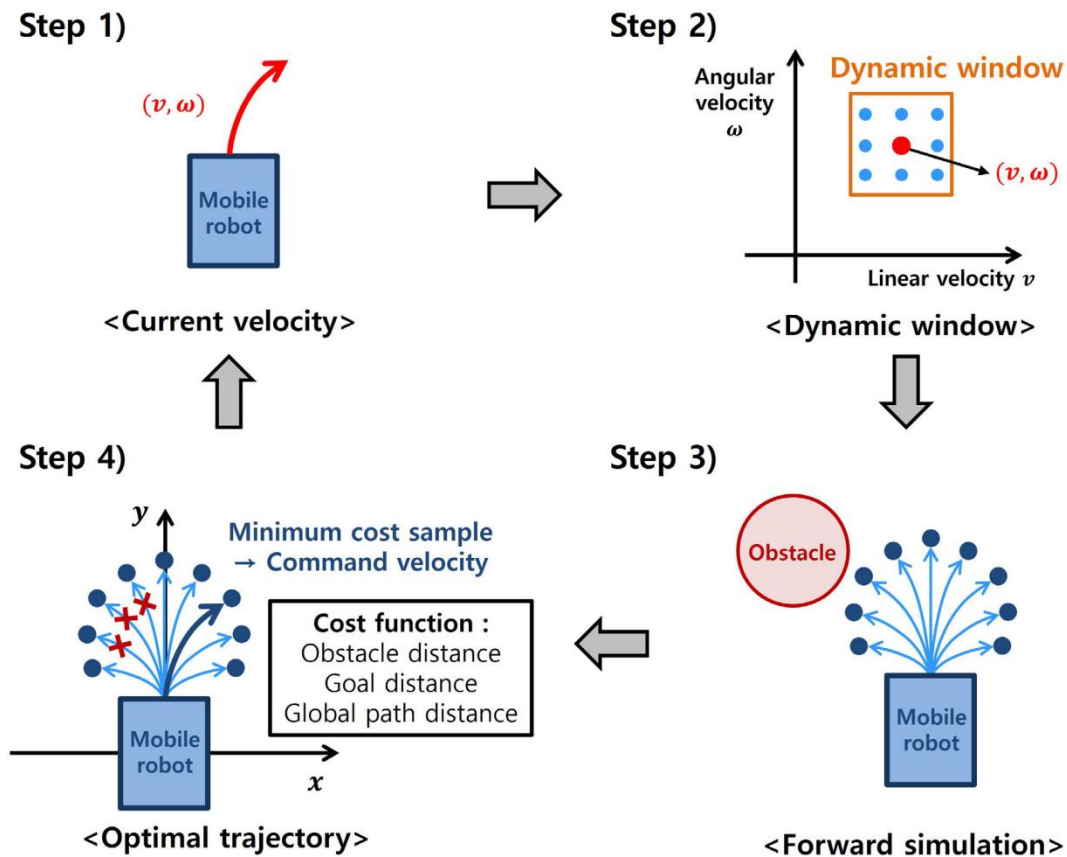 Step 1)
(v, ω)
Mobile
robot
<Current velocity>
Step 2)
Angular
velocity
ω
Dynamic window
(v, ω)
Linear velocity v
<Dynamic window>
Step 3)
Obstacle
Mobile
robot
<Forward simulation>
Step 4)
y
Minimum cost sample
→ Command velocity
Cost function :
Obstacle distance
Goal distance
Global path distance
Mobile
robot
x
<Optimal trajectory>